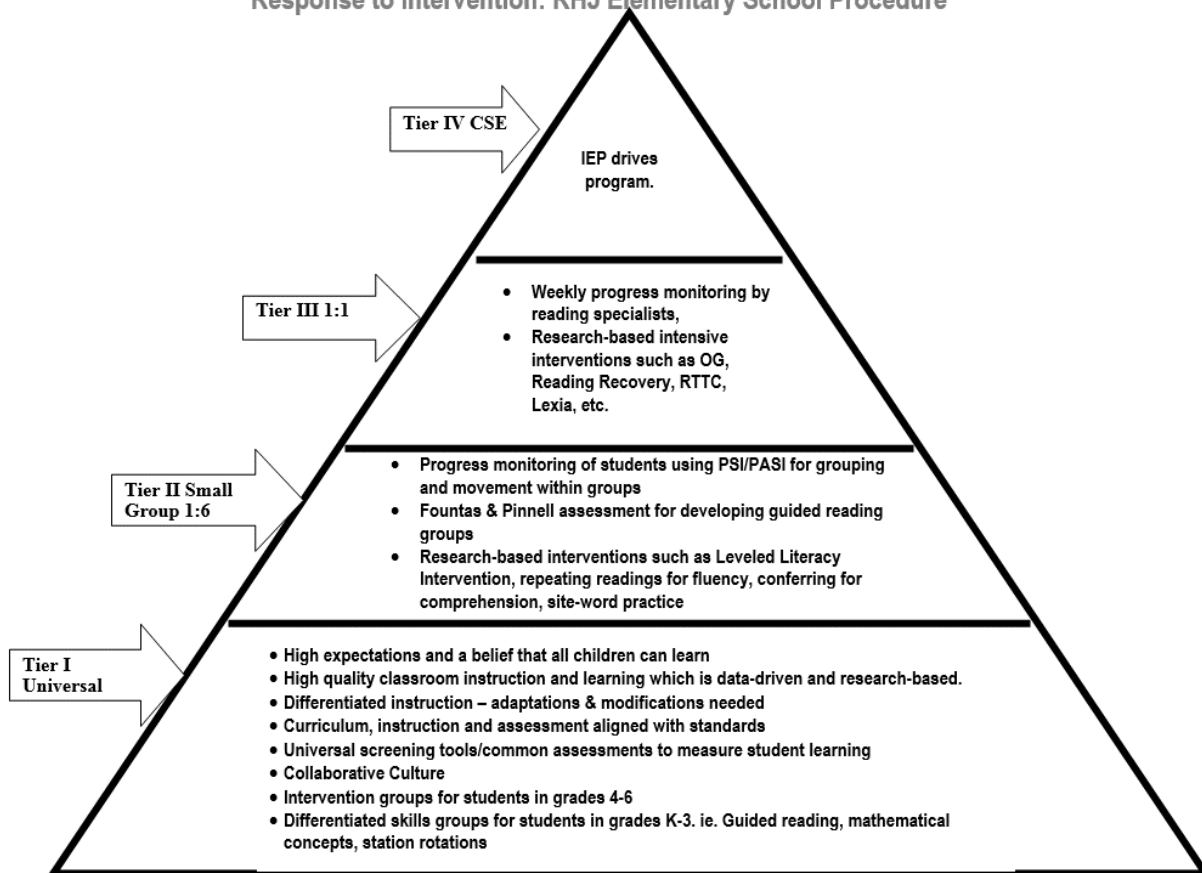 Response to Intervention: RHJ Elementary School Procedure
Tier IV CSE
IEP drives
program.
Tier III 1:1
• Weekly progress monitoring by
reading specialists,
• Research-based intensive
interventions such as OG,
Reading Recovery, RTTC,
Lexia, etc.
Tier II Small
Group 1:6
• Progress monitoring of students using PSI/PASI for grouping
and movement within groups
• Fountas & Pinnell assessment for developing guided reading
groups
• Research-based interventions such as Leveled Literacy
Intervention, repeating readings for fluency, conferring for
comprehension, site-word practice
Tier I
Universal
• High expectations and a belief that all children can learn
• High quality classroom instruction and learning which is data-driven and research-based.
• Differentiated instruction – adaptations & modifications needed
• Curriculum, instruction and assessment aligned with standards
• Universal screening tools/common assessments to measure student learning
• Collaborative Culture
• Intervention groups for students in grades 4-6
• Differentiated skills groups for students in grades K-3. ie. Guided reading, mathematical
concepts, station rotations